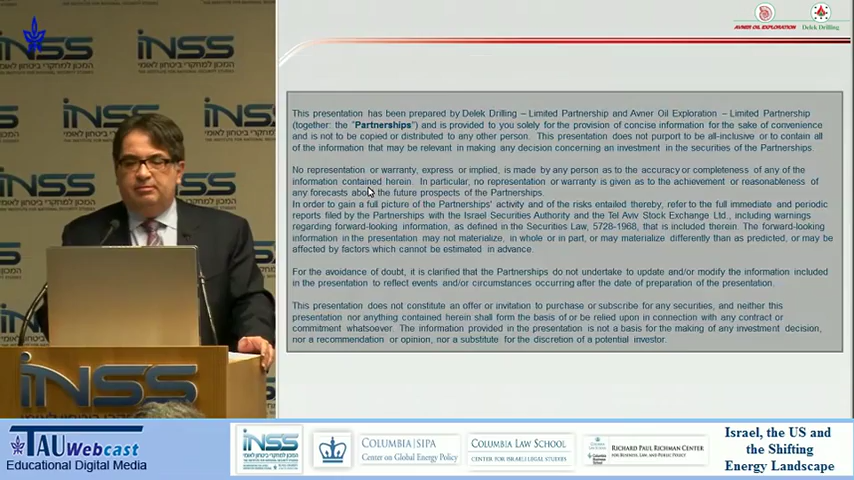 INSS
המכון למחקרי ביטחון לאומי
THE INSTITUTE FOR NATIONAL SECURITY STUDIES
AVNER OIL EXPLORATION
Delek Drilling
This presentation has been prepared by Delek Drilling – Limited Partnership and Avner Oil Exploration – Limited Partnership
(together: the "Partnerships") and is provided to you solely for the provision of concise information for the sake of convenience
and is not to be copied or distributed to any other person. This presentation does not purport to be all-inclusive or to contain all
of the information that may be relevant in making any decision concerning an investment in the securities of the Partnerships.
No representation or warranty, express or implied, is made by any person as to the accuracy or completeness of any of the
information contained herein. In particular, no representation or warranty is given as to the achievement or reasonableness of
any forecasts about the future prospects of the Partnerships.
In order to gain a full picture of the Partnerships' activity and of the risks entailed thereby, refer to the full immediate and periodic
reports filed by the Partnerships with the Israel Securities Authority and the Tel Aviv Stock Exchange Ltd., including warnings
regarding forward-looking information, as defined in the Securities Law, 5728-1968, that is included therein. The forward-looking
information in the presentation may not materialize, in whole or in part, or may materialize differently than as predicted, or may be
affected by factors which cannot be estimated in advance.
For the avoidance of doubt, it is clarified that the Partnerships do not undertake to update and/or modify the information included
in the presentation to reflect events and/or circumstances occurring after the date of preparation of the presentation.
This presentation does not constitute an offer or invitation to purchase or subscribe for any securities, and neither this
presentation nor anything contained herein shall form the basis of or be relied upon in connection with any contract or
commitment whatsoever. The information provided in the presentation is not a basis for the making of any investment decision,
nor a recommendation or opinion, nor a substitute for the discretion of a potential investor.
INSS
TAU Webcast
Educational Digital Media
INSS
COLUMBIA | SIPA
Center on Global Energy Policy
COLUMBIA LAW SCHOOL
CENTER FOR ISRAELI LEGAL STUDIES
Columbia
Business School
RICHARD PAUL RICHMAN CENTER
FOR BUSINESS, LAW, AND PUBLIC POLICY
Israel, the US and
the Shifting
Energy Landscape